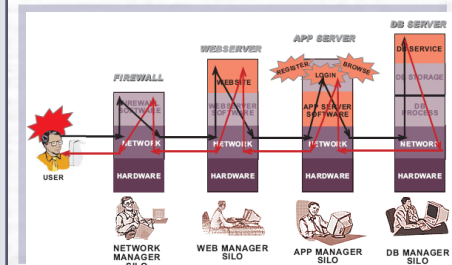 DB SERVER
APP SERVER
WEBSERVER
FIREWALL
DB SERVICE
REGISTER
LOGIN
BROWSE
WEBSITE
DB STORAGE
FIREWALL
SOFTWARE
WEBSERVER
SOFTWARE
APP SERVER
SOFTWARE
DB
PROCESS
NETWORK
NETWORK
NETWORK
NETWORK
USER
HARDWARE
HARDWARE
HARDWARE
HARDWARE
NETWORK
MANAGER
SILO
WEB MANAGER
SILO
APP MANAGER
SILO
DB MANAGER
SILO